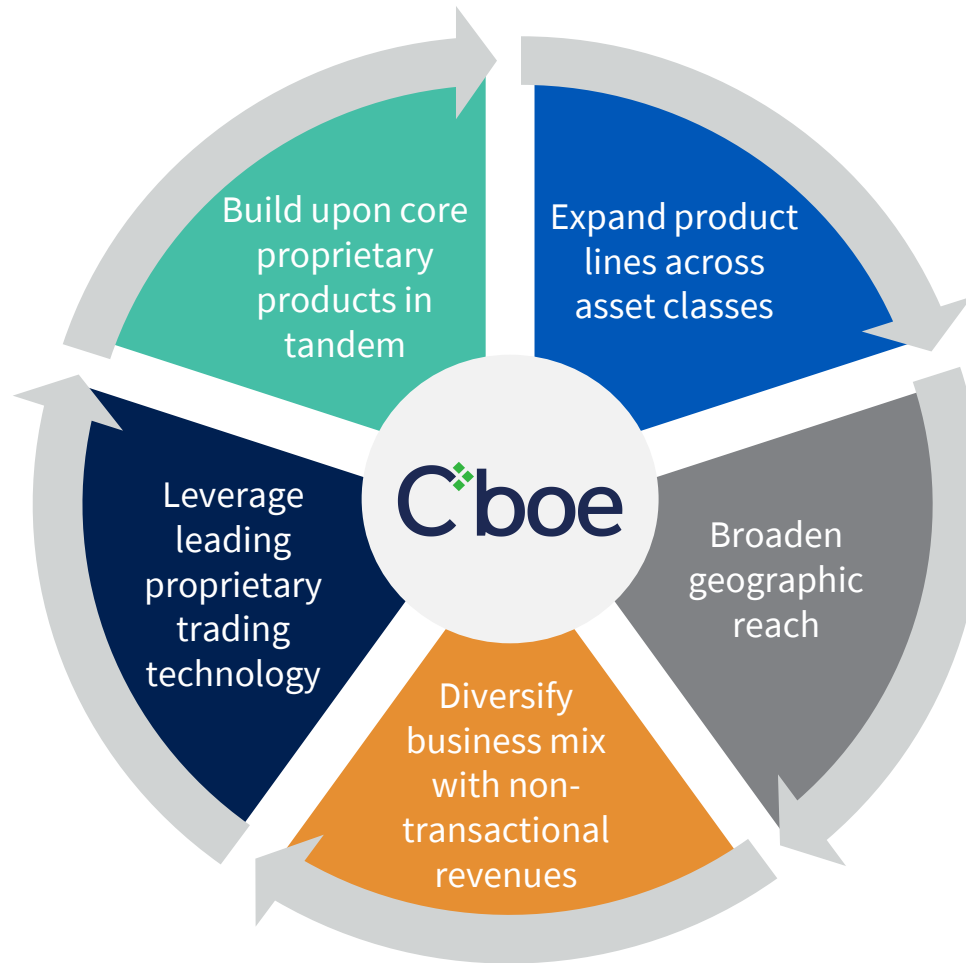 Build upon core
proprietary
products in
tandem
Expand product
lines across
asset classes
Broaden
geographic
reach
Diversify
business mix
with non-
transactional
revenues
Leverage
leading
proprietary
trading
technology
Cboe